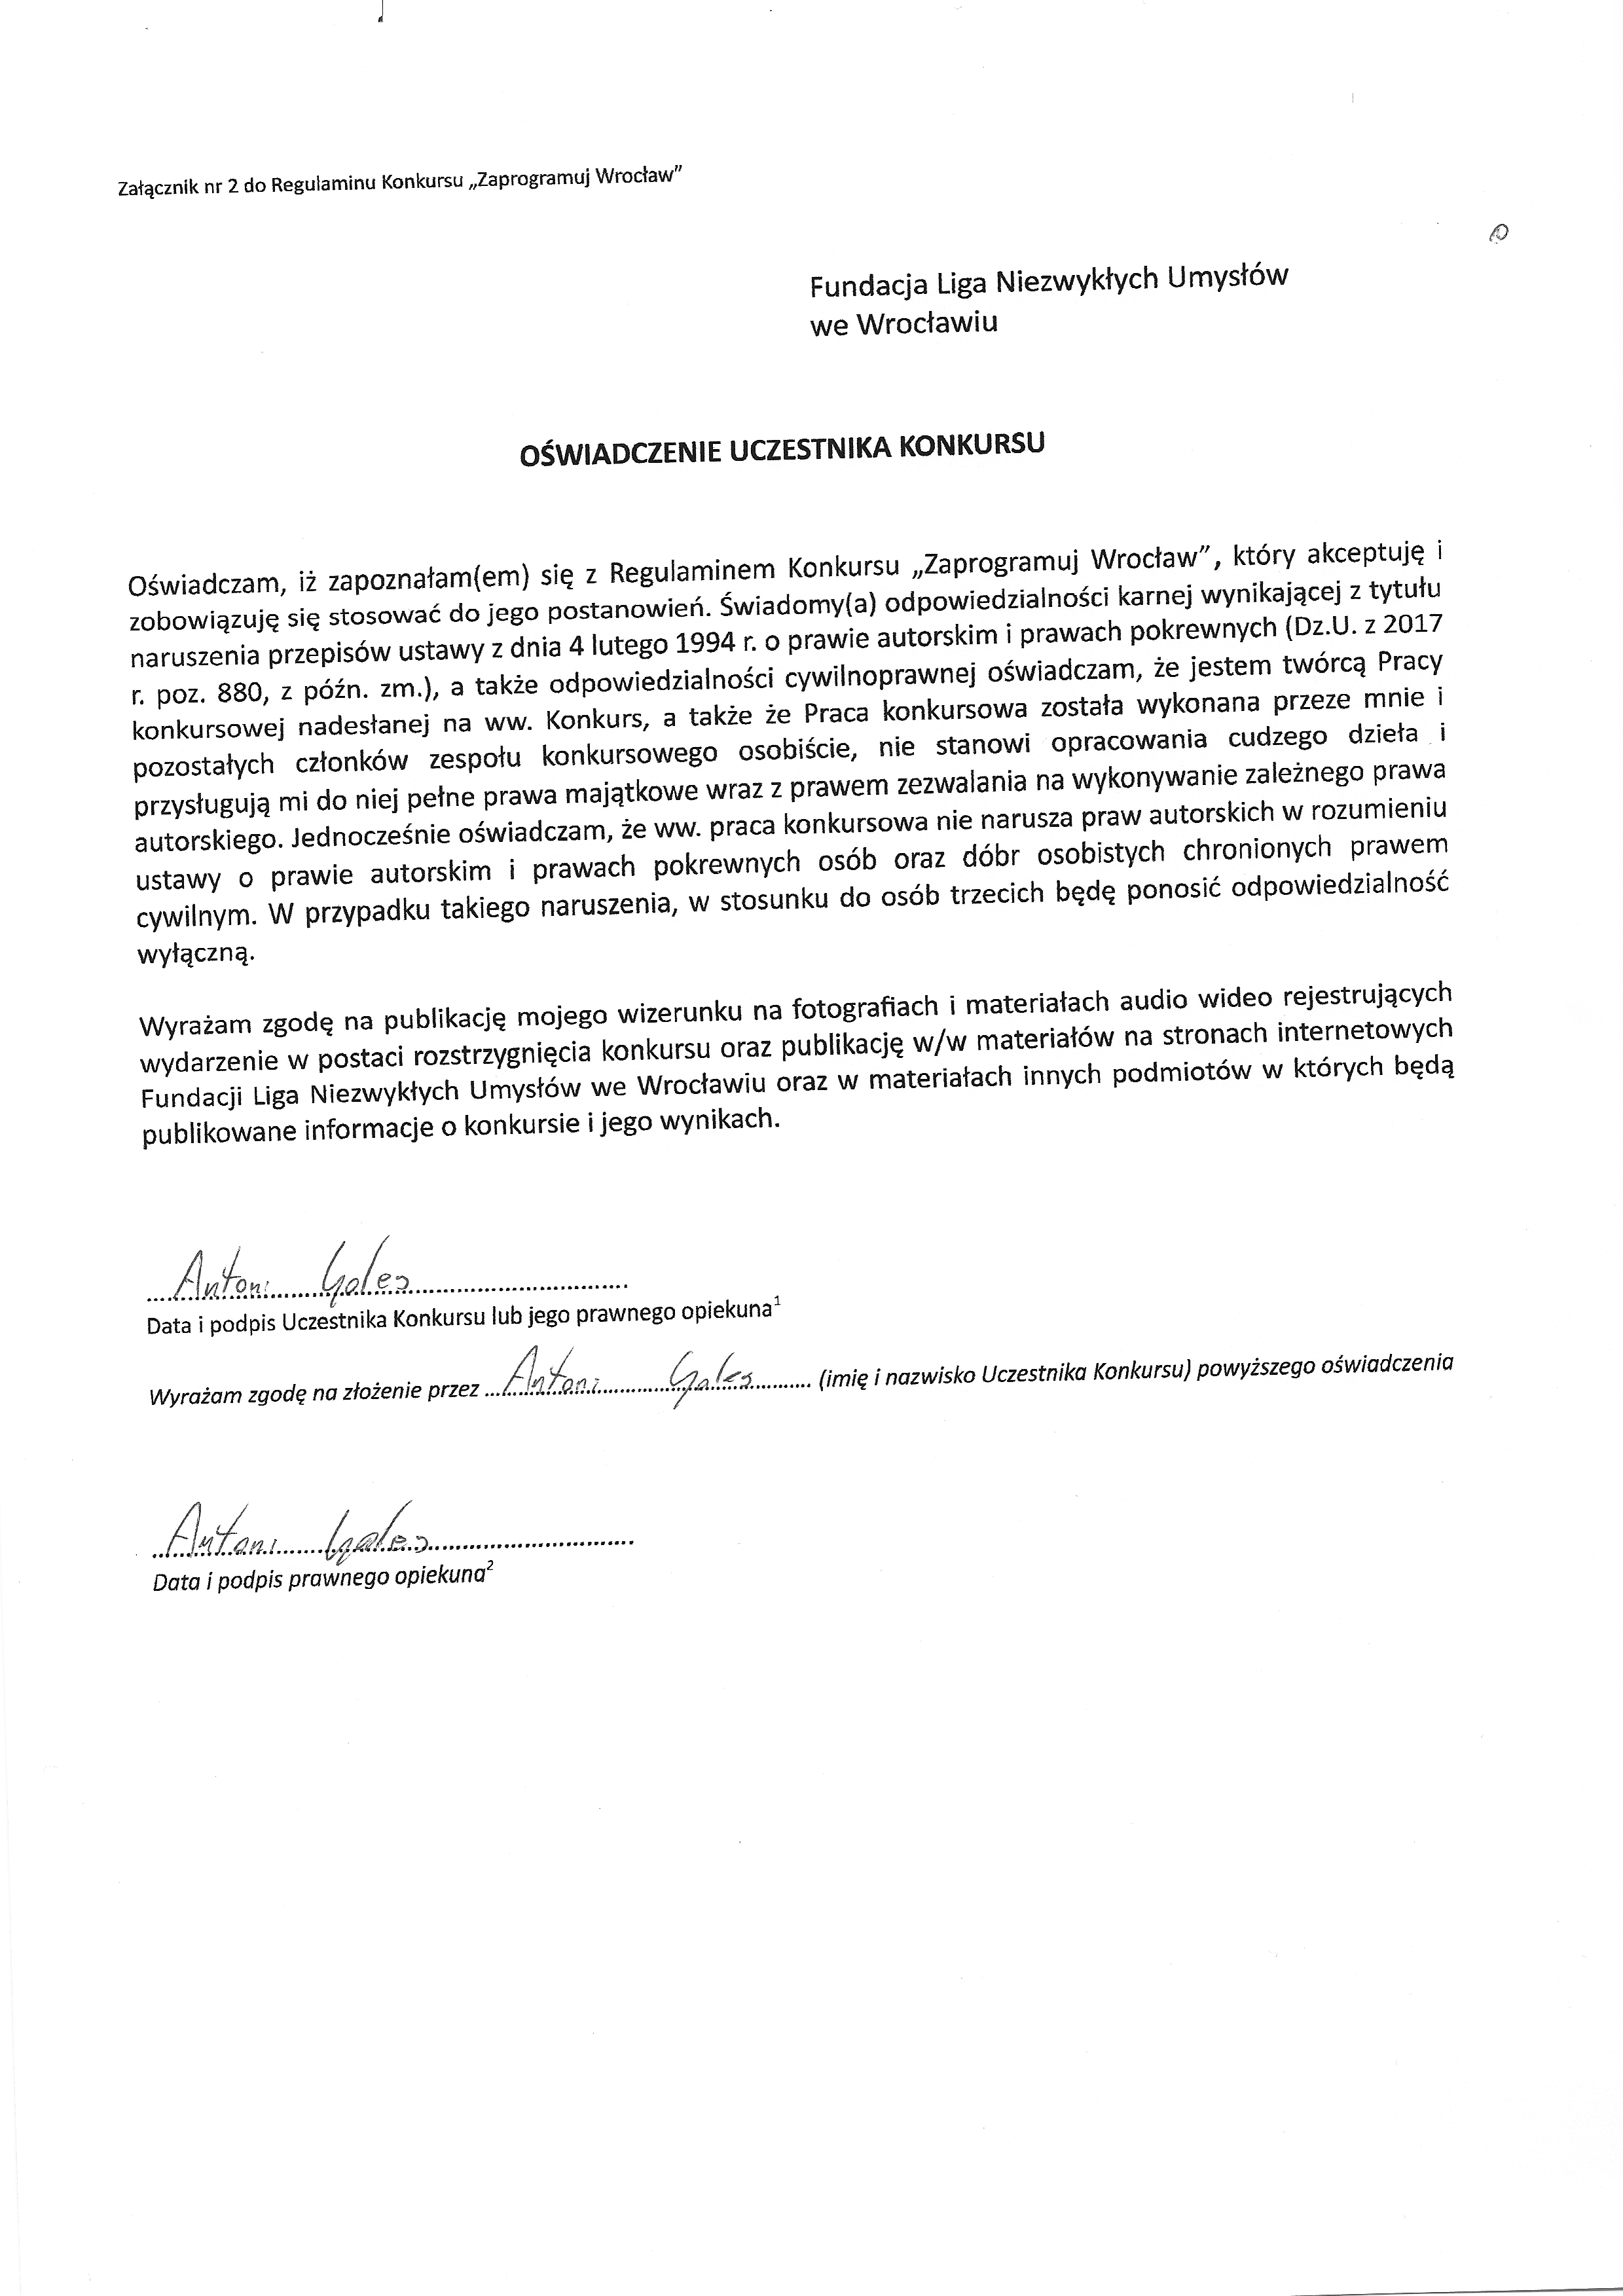 Załącznik nr 2 do Regulaminu Konkursu „Zaprogramuj Wrocław”
Fundacja Liga Niezwykłych Umysłów
we Wrocławiu
OŚWIADCZENIE UCZESTNIKA KONKURSU
Oświadczam, iż zapoznałam(em) się z Regulaminem Konkursu „Zaprogramuj Wrocław”, który akceptuję i
zobowiązuję się stosować do jego postanowień. Świadomy(a) odpowiedzialności karnej wynikającej z tytułu
naruszenia przepisów ustawy z dnia 4 lutego 1994 r. o prawie autorskim i prawach pokrewnych (Dz.U. z 2017
r. poz. 880, z późn. zm.), a także odpowiedzialności cywilnoprawnej oświadczam, że jestem twórcą Pracy
konkursowej nadesłanej na ww. Konkurs, a także że Praca konkursowa została wykonana przeze mnie i
pozostałych członków zespołu konkursowego osobiście, nie stanowi opracowania cudzego dzieła i
przysługują mi do niej pełne prawa majątkowe wraz z prawem zezwalania na wykonywanie zależnego prawa
autorskiego. Jednocześnie oświadczam, że ww. praca konkursowa nie narusza praw autorskich w rozumieniu
ustawy o prawie autorskim i prawach pokrewnych osób oraz dóbr osobistych chronionych prawem
cywilnym. W przypadku takiego naruszenia, w stosunku do osób trzecich będę ponosić odpowiedzialność
wyłączną.
Wyrażam zgodę na publikację mojego wizerunku na fotografiach i materiałach audio wideo rejestrujących
wydarzenie w postaci rozstrzygnięcia konkursu oraz publikację w/w materiałów na stronach internetowych
Fundacji Liga Niezwykłych Umysłów we Wrocławiu oraz w materiałach innych podmiotów w których będą
publikowane informacje o konkursie i jego wynikach.
Antoni Gales
Data i podpis Uczestnika Konkursu lub jego prawnego opiekuna¹
Wyrażam zgodę na złożenie przez Antoni Gales (imię i nazwisko Uczestnika Konkursu) powyższego oświadczenia
Antoni Gales
Data i podpis prawnego opiekuna²